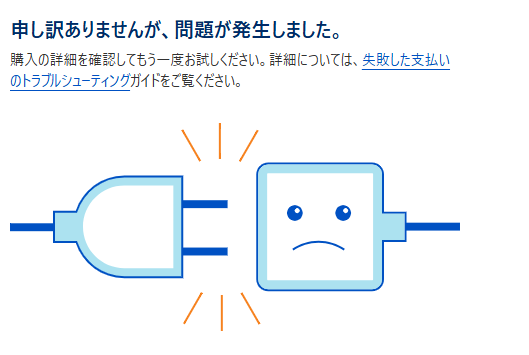 申し訳ありませんが、問題が発生しました。
購入の詳細を確認してもう一度お試しください。詳細については、失敗した支払い
のトラブルシューティングガイドをご覧ください。